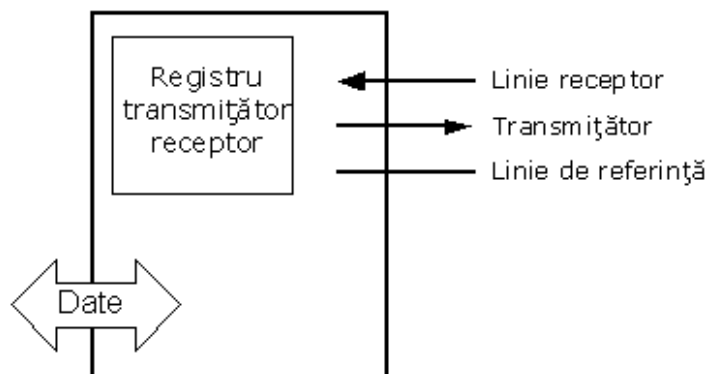 Registru
transmiţător
receptor
Linie receptor
Transmiţător
Linie de referinţă
Date